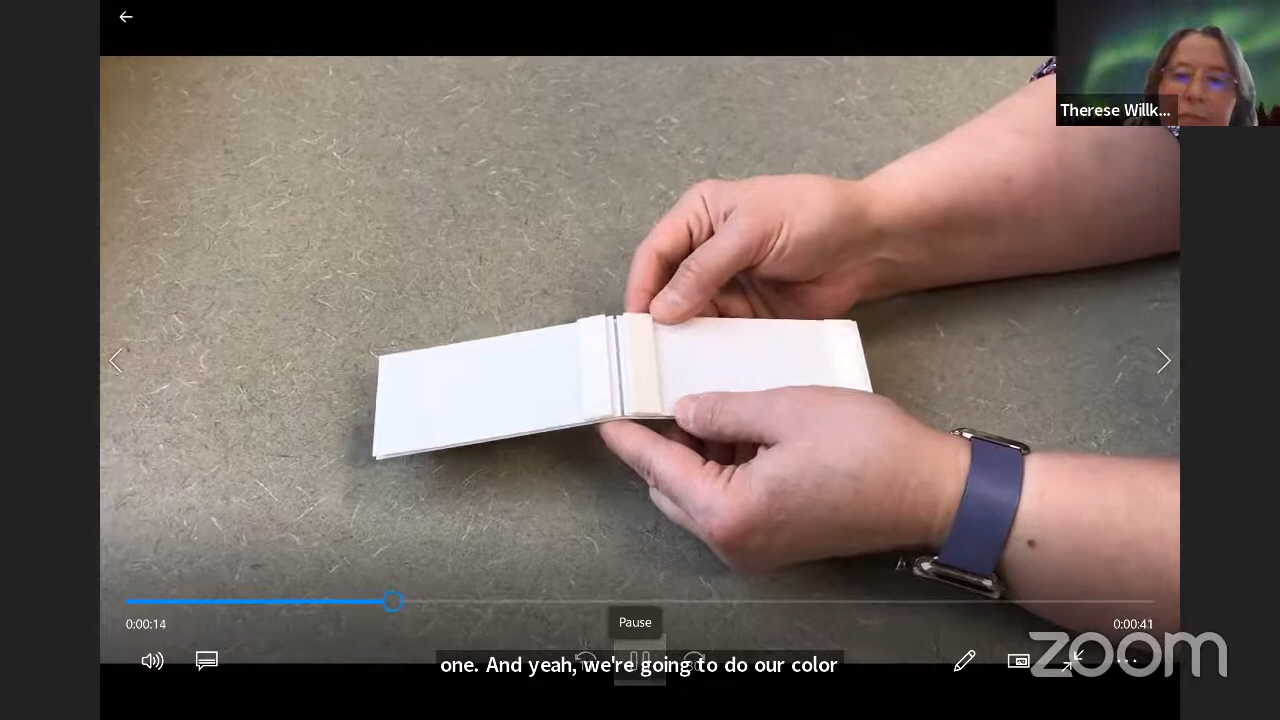 Therese Willk...
0:00:14
Pause
0:00:41
one. And yeah, we're going to do our color
zoom